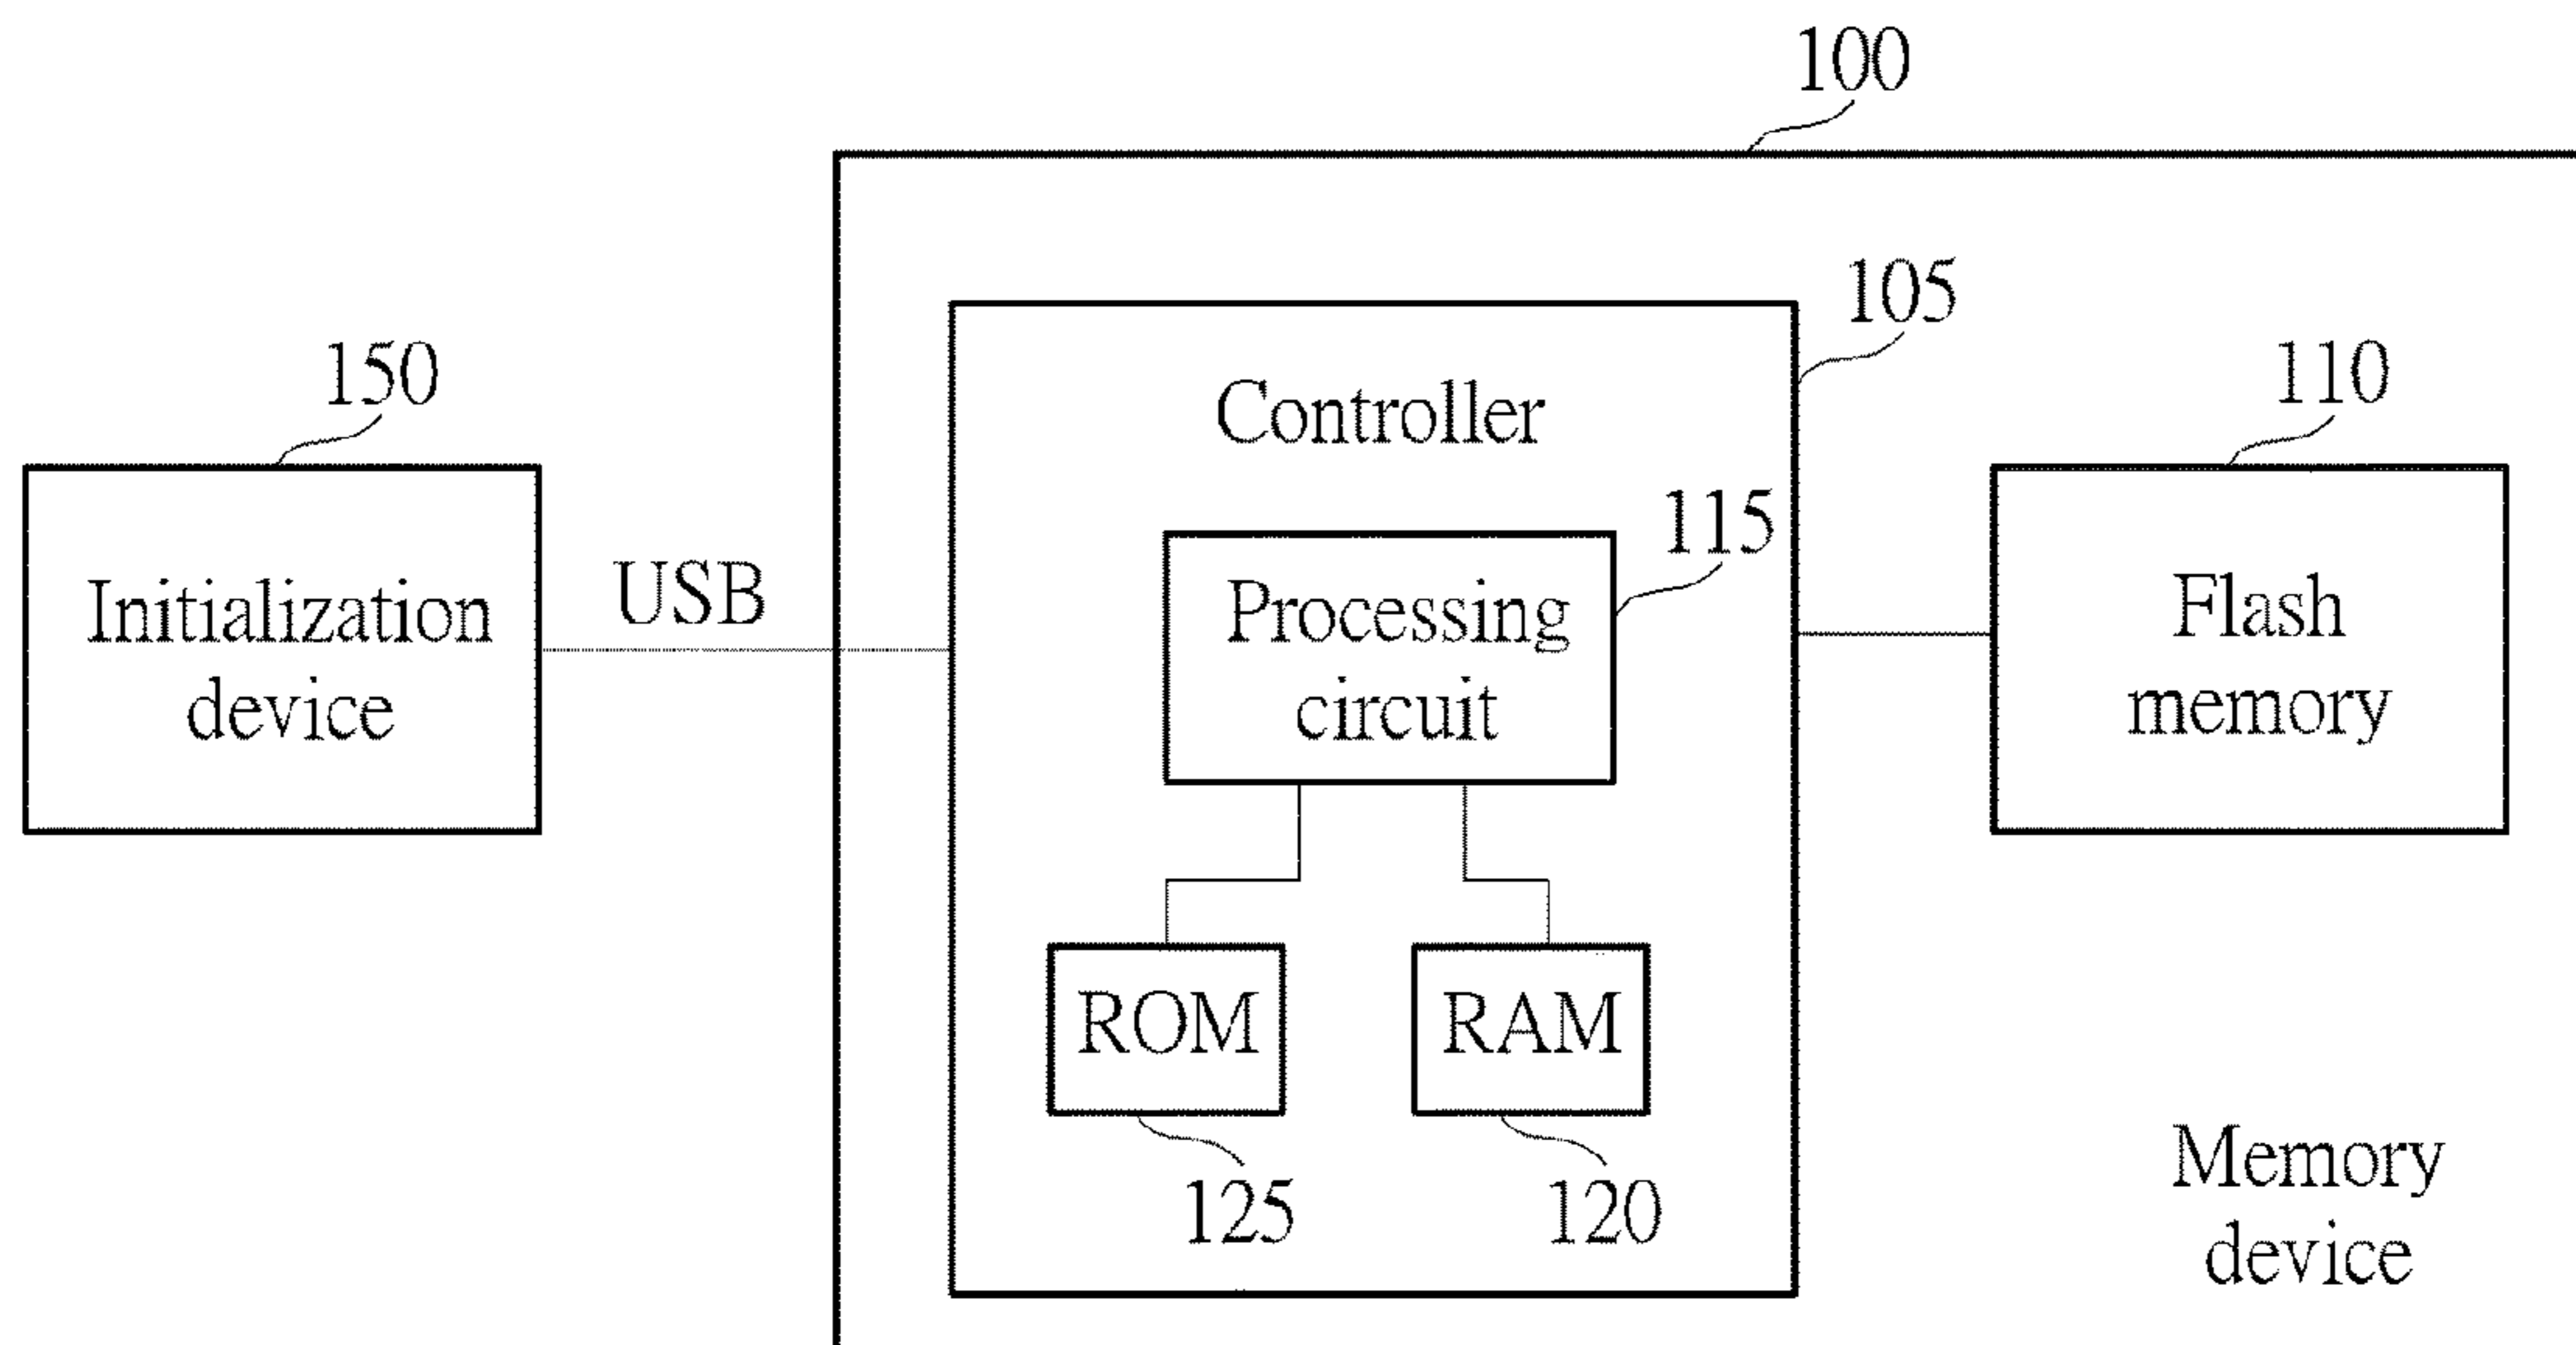 100
105
150
110
Controller
115
USB
Initialization
device
Processing
circuit
Flash
memory
ROM
RAM
125
120
Memory
device